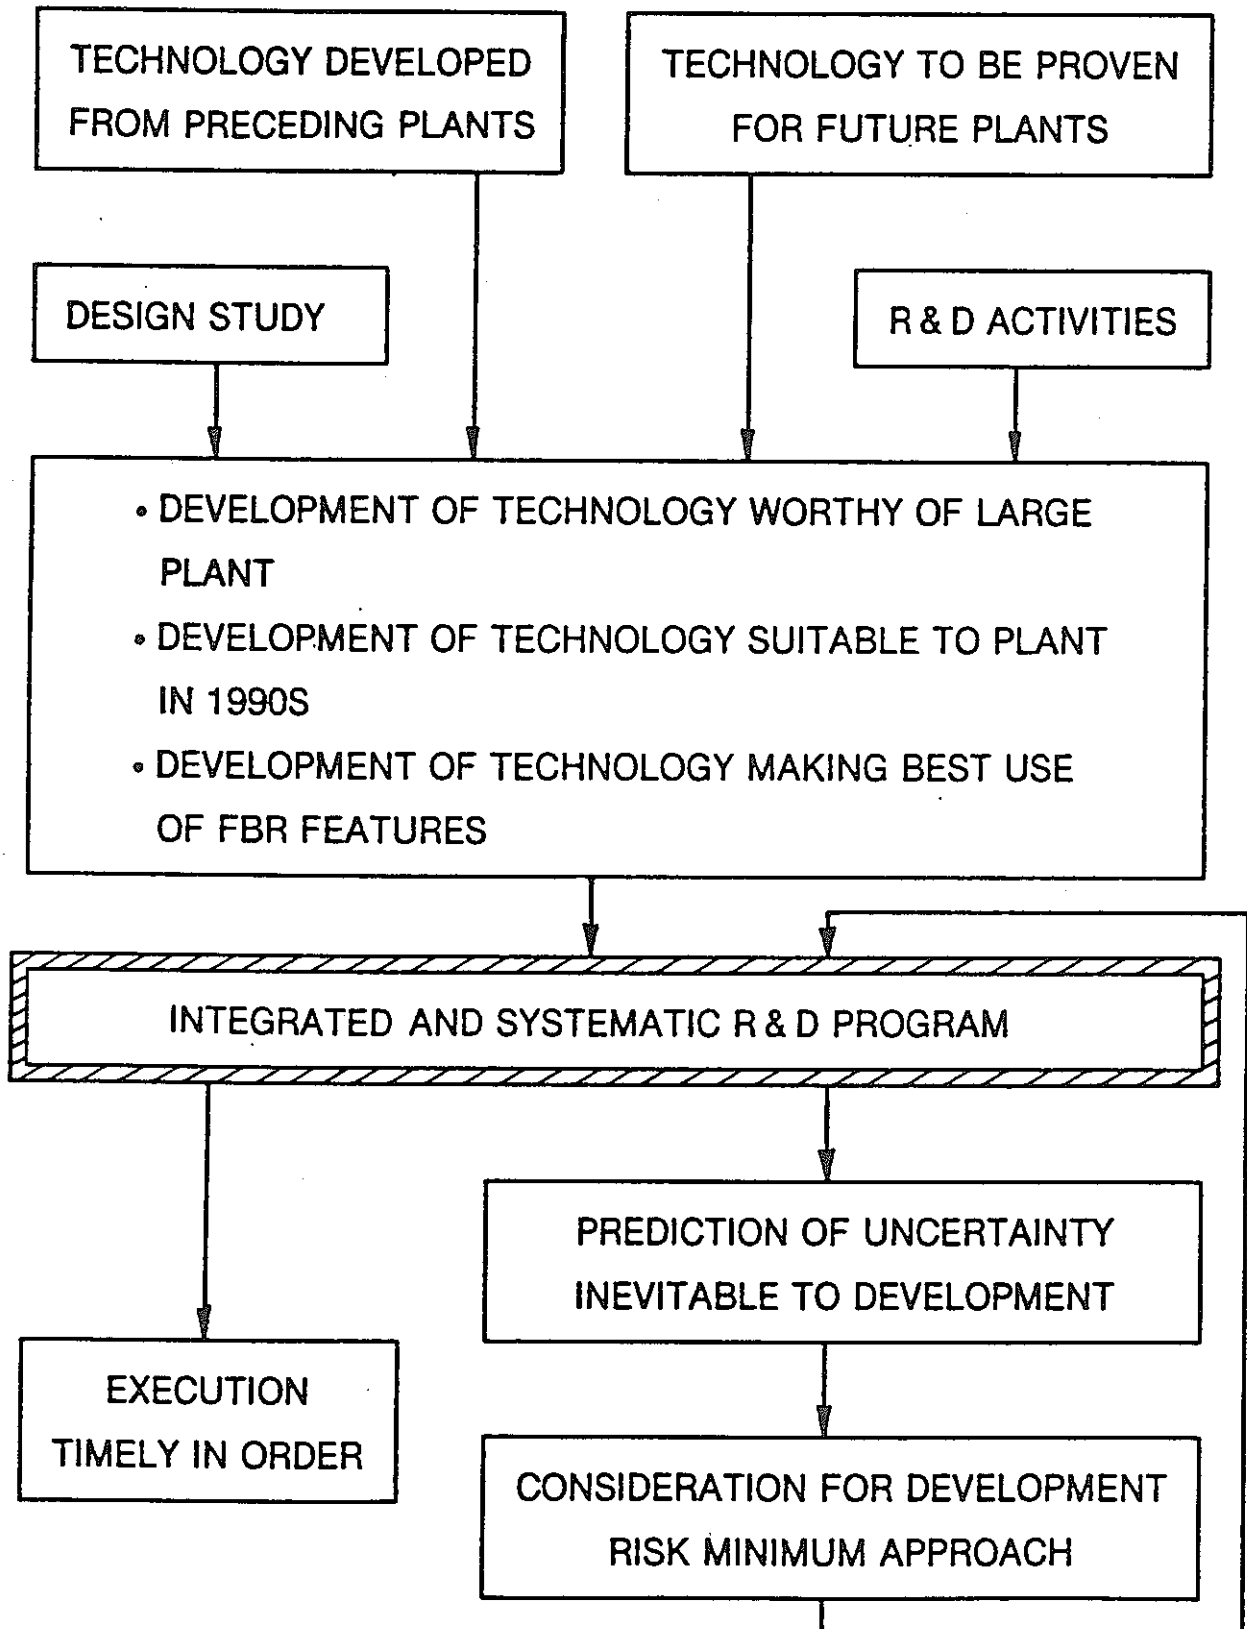 TECHNOLOGY DEVELOPED
FROM PRECEDING PLANTS
TECHNOLOGY TO BE PROVEN
FOR FUTURE PLANTS
DESIGN STUDY
R & D ACTIVITIES
• DEVELOPMENT OF TECHNOLOGY WORTHY OF LARGE
PLANT
• DEVELOPMENT OF TECHNOLOGY SUITABLE TO PLANT
IN 1990S
• DEVELOPMENT OF TECHNOLOGY MAKING BEST USE
OF FBR FEATURES
INTEGRATED AND SYSTEMATIC R & D PROGRAM
PREDICTION OF UNCERTAINTY
INEVITABLE TO DEVELOPMENT
EXECUTION
TIMELY IN ORDER
CONSIDERATION FOR DEVELOPMENT
RISK MINIMUM APPROACH